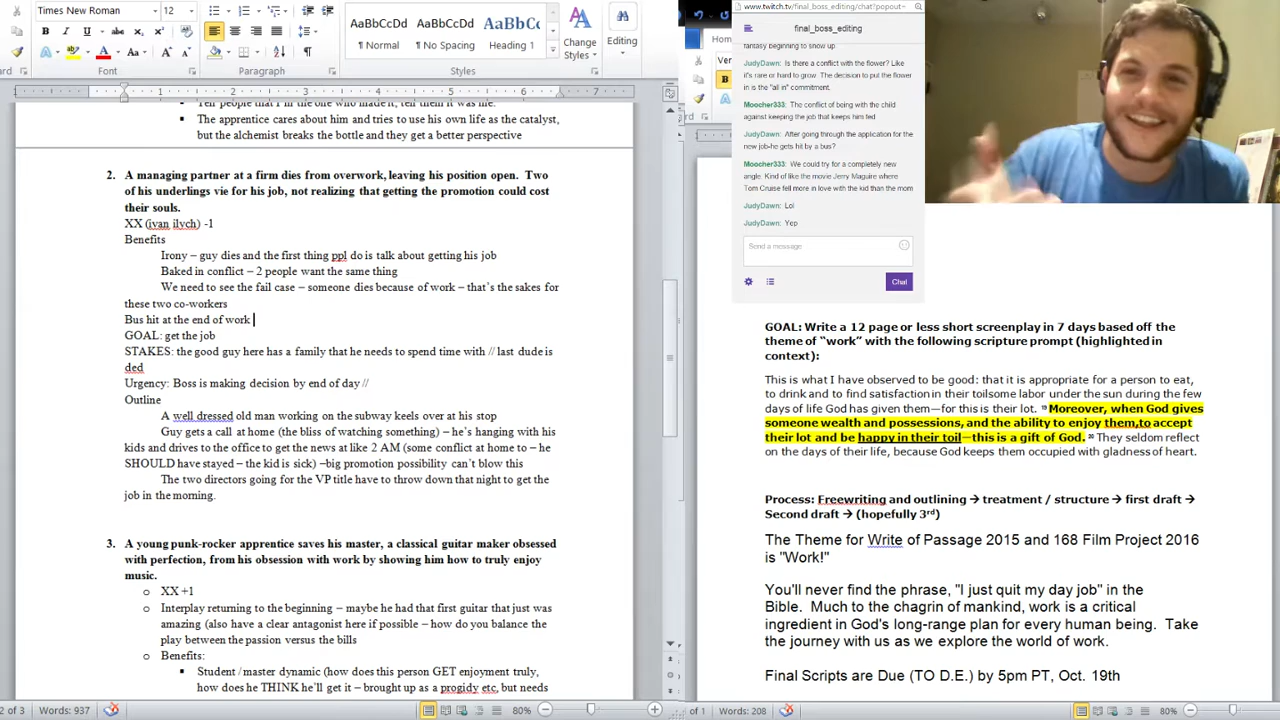 Times New Roman
12
AaBbCcDd
AaBbCcDd
AaBbCc
¶ Normal
¶ No Spacing
Heading 1
Change
Styles
Editing
Font
Paragraph
Styles
1 2 3 4 5 6 7
The apprentice cares about him and tries to use his own life as the catalyst,
but the alchemist breaks the bottle and they get a better perspective
2. A managing partner at a firm dies from overwork, leaving his position open. Two
of his underlings vie for his job, not realizing that getting the promotion could cost
their souls.
XX (ivan ilvch) -1
Benefits
Irony – guy dies and the first thing ppl do is talk about getting his job
Baked in conflict – 2 people want the same thing
We need to see the fail case – someone dies because of work – that's the sakes for
these two co-workers
Bus hit at the end of work
GOAL: get the job
STAKES: the good guy here has a family that he needs to spend time with // last dude is
ded
Urgency: Boss is making decision by end of day //
Outline
A well dressed old man working on the subway keels over at his stop
Guy gets a call at home (the bliss of watching something) – he's hanging with his
kids and drives to the office to get the news at like 2 AM (some conflict at home to – he
SHOULD have stayed – the kid is sick) –big promotion possibility can't blow this
The two directors going for the VP title have to throw down that night to get the
job in the morning.
3. A young punk-rocker apprentice saves his master, a classical guitar maker obsessed
with perfection, from his obsession with work by showing him how to truly enjoy
music.
XX +1
Interplay returning to the beginning – maybe he had that first guitar that just was
amazing (also have a clear antagonist here if possible – how do you balance the
play between the passion versus the bills
Benefits:
Student / master dynamic (how does this person GET enjoyment truly,
how does he THINK he'll get it – brought up as a progidy etc, but needs
2 of 3
Words: 937
80%
www.twitch.tv/final_boss_editing/chat?popout=
final_boss_editing
fantasy beginning to show up.
JudyDawn: Is there a conflict with the flower? Like
it's rare or hard to grow. The decision to put the flower
in is the "all in" commitment.
Moocher333: The conflict of being with the child
against keeping the job that keeps him fed
JudyDawn: After going through the application for the
new job-he gets hit by a bus?
Moocher333: We could try for a completely new
angle. Kind of like the movie Jerry Maguire where
Tom Cruise fell more in love with the kid than the mom
JudyDawn: Lol
JudyDawn: Yep
Send a message
Chat
GOAL: Write a 12 page or less short screenplay in 7 days based off the
theme of "work" with the following scripture prompt (highlighted in
context):
This is what I have observed to be good: that it is appropriate for a person to eat,
to drink and to find satisfaction in their toilsome labor under the sun during the few
days of life God has given them—for this is their lot. 19 Moreover, when God gives
someone wealth and possessions, and the ability to enjoy them,to accept
their lot and be happy in their toil—this is a gift of God. 20 They seldom reflect
on the days of their life, because God keeps them occupied with gladness of heart.
Process: Freewriting and outlining → treatment / structure → first draft →
Second draft → (hopefully 3rd)
The Theme for Write of Passage 2015 and 168 Film Project 2016
is "Work!"
You'll never find the phrase, "I just quit my day job" in the
Bible. Much to the chagrin of mankind, work is a critical
ingredient in God's long-range plan for every human being. Take
the journey with us as we explore the world of work.
Final Scripts are Due (TO D.E.) by 5pm PT, Oct. 19th
of 1
Words: 208
80%